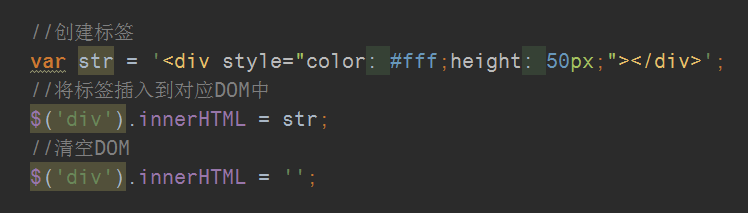 //创建标签
var str = '<div style="color: #fff;height: 50px;"></div>';
//将标签插入到对应DOM中
$('div').innerHTML = str;
//清空DOM
$('div').innerHTML = '';